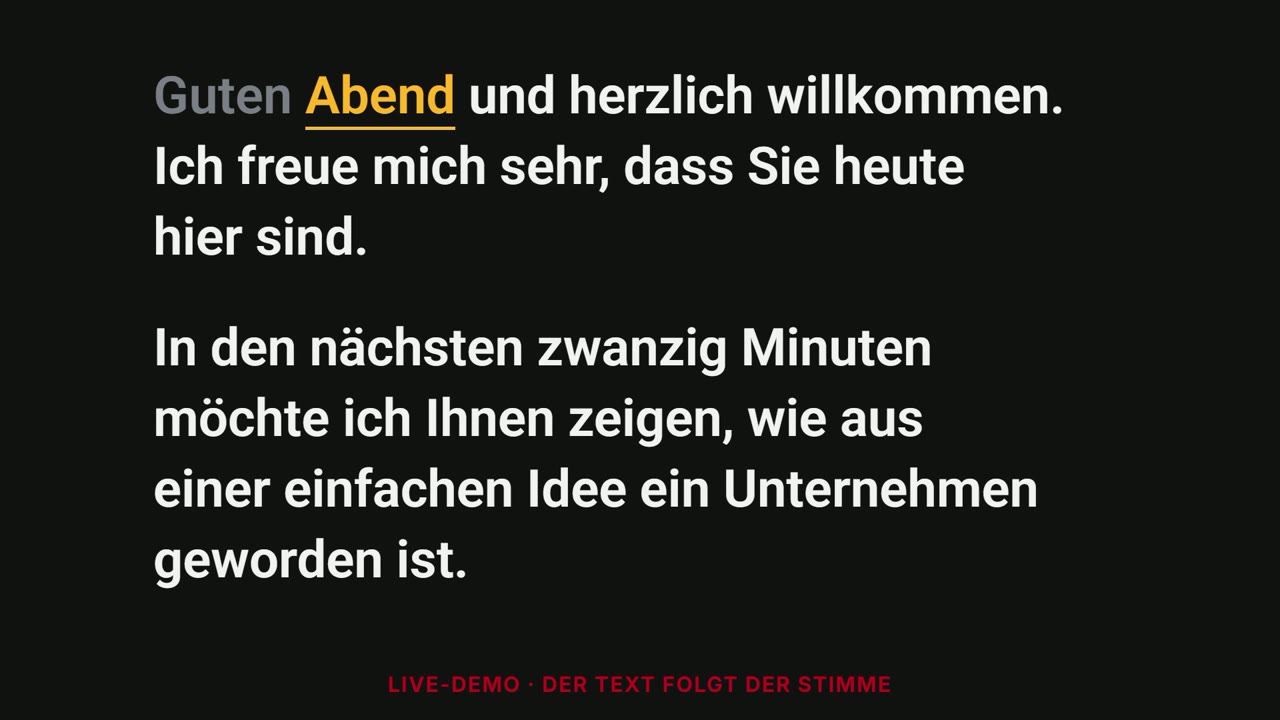 Guten Abend und herzlich willkommen.
Ich freue mich sehr, dass Sie heute
hier sind.
In den nächsten zwanzig Minuten
möchte ich Ihnen zeigen, wie aus
einer einfachen Idee ein Unternehmen
geworden ist.
LIVE-DEMO · DER TEXT FOLGT DER STIMME